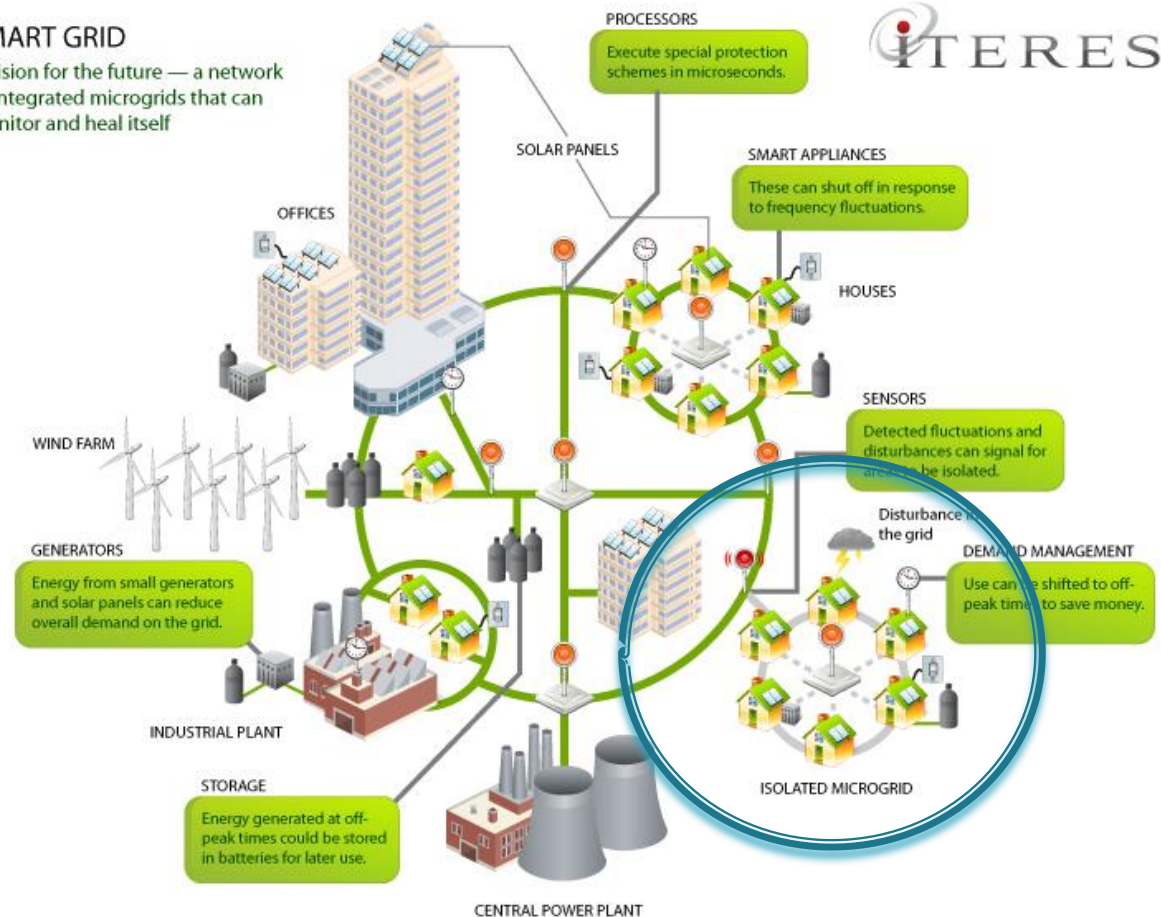 MART GRID
ision for the future — a network
ntegrated microgrids that can
nitor and heal itself
PROCESSORS
Execute special protection
schemes in microseconds.
iTERES
SOLAR PANELS
SMART APPLIANCES
These can shut off in response
to frequency fluctuations.
OFFICES
HOUSES
SENSORS
Detected fluctuations and
disturbances can signal for
be isolated.
WIND FARM
Disturbance in
the grid
DEMAND MANAGEMENT
Use can be shifted to off-
peak times to save money.
GENERATORS
Energy from small generators
and solar panels can reduce
overall demand on the grid.
INDUSTRIAL PLANT
ISOLATED MICROGRID
STORAGE
Energy generated at off-
peak times could be stored
in batteries for later use.
CENTRAL POWER PLANT